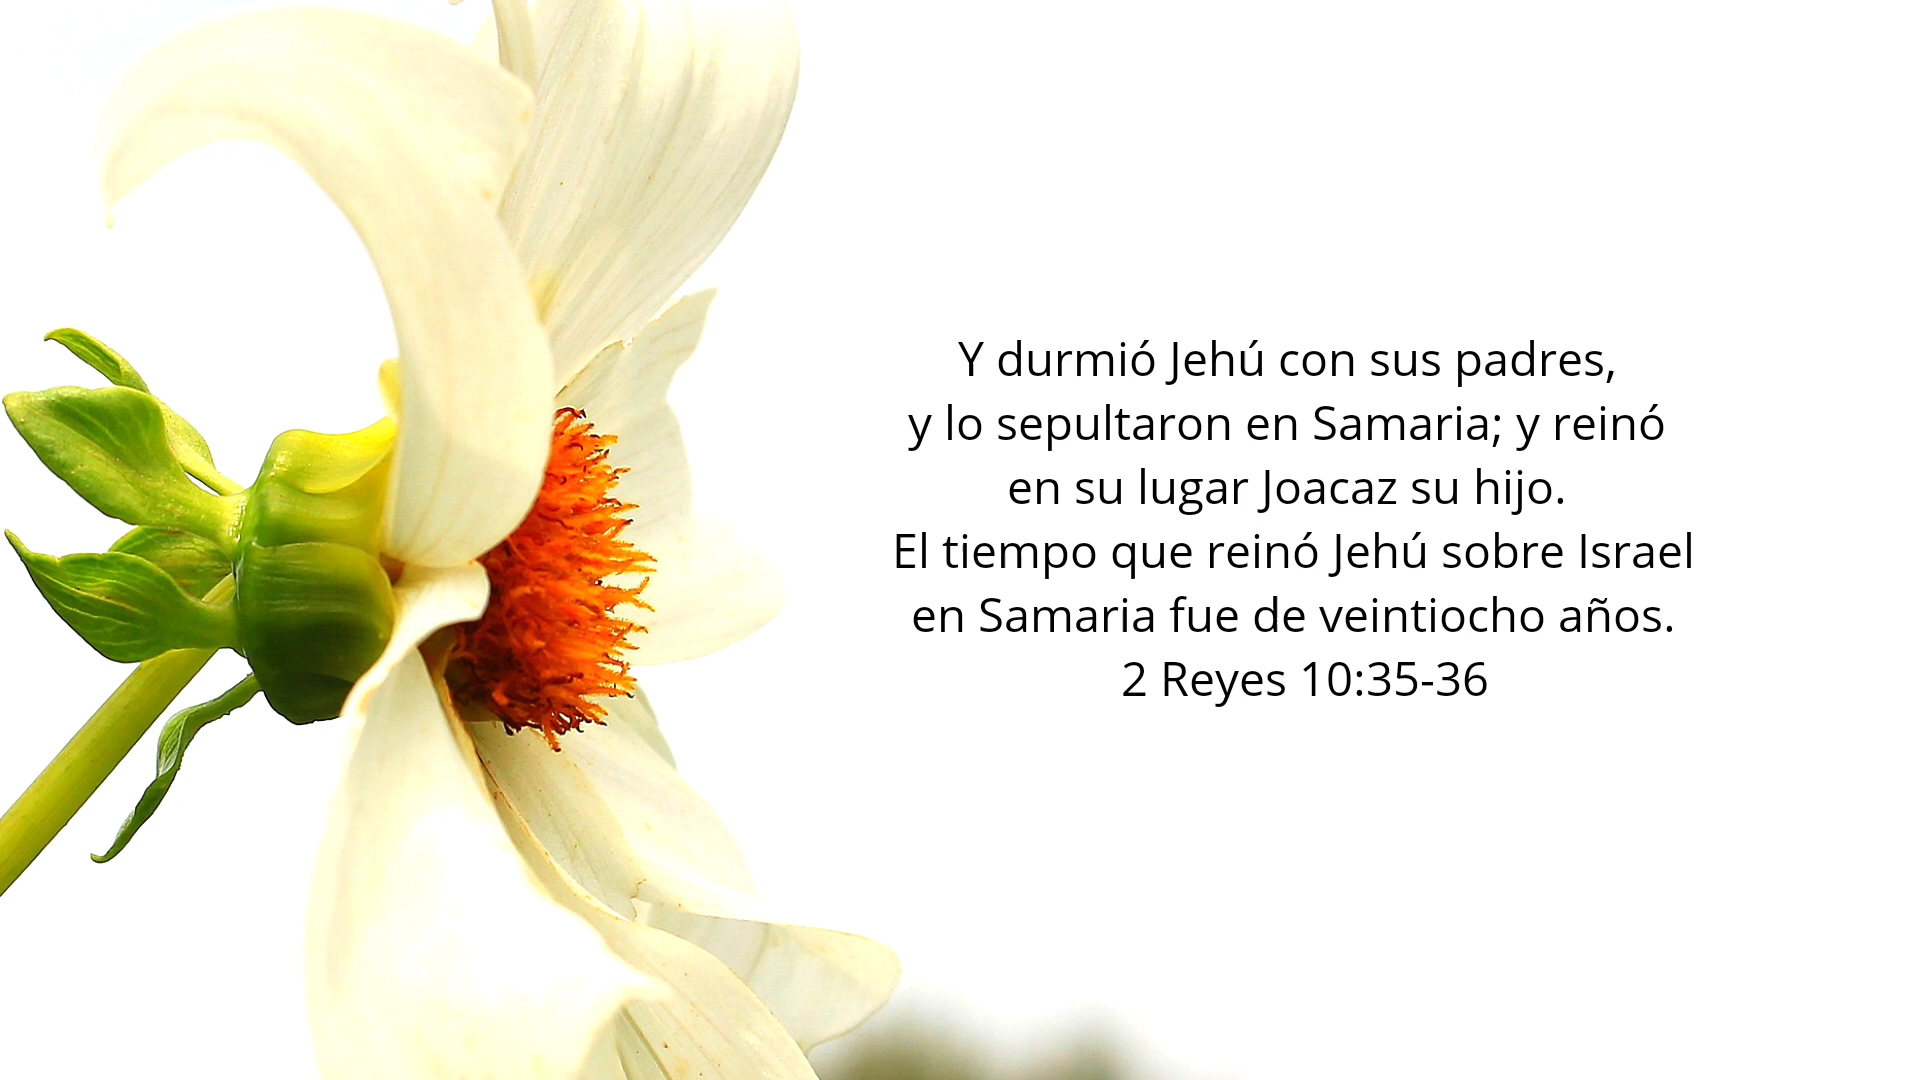 Y durmió Jehú con sus padres,
y lo sepultaron en Samaria; y reinó
en su lugar Joacaz su hijo.
El tiempo que reinó Jehú sobre Israel
en Samaria fue de veintiocho años.
2 Reyes 10:35-36